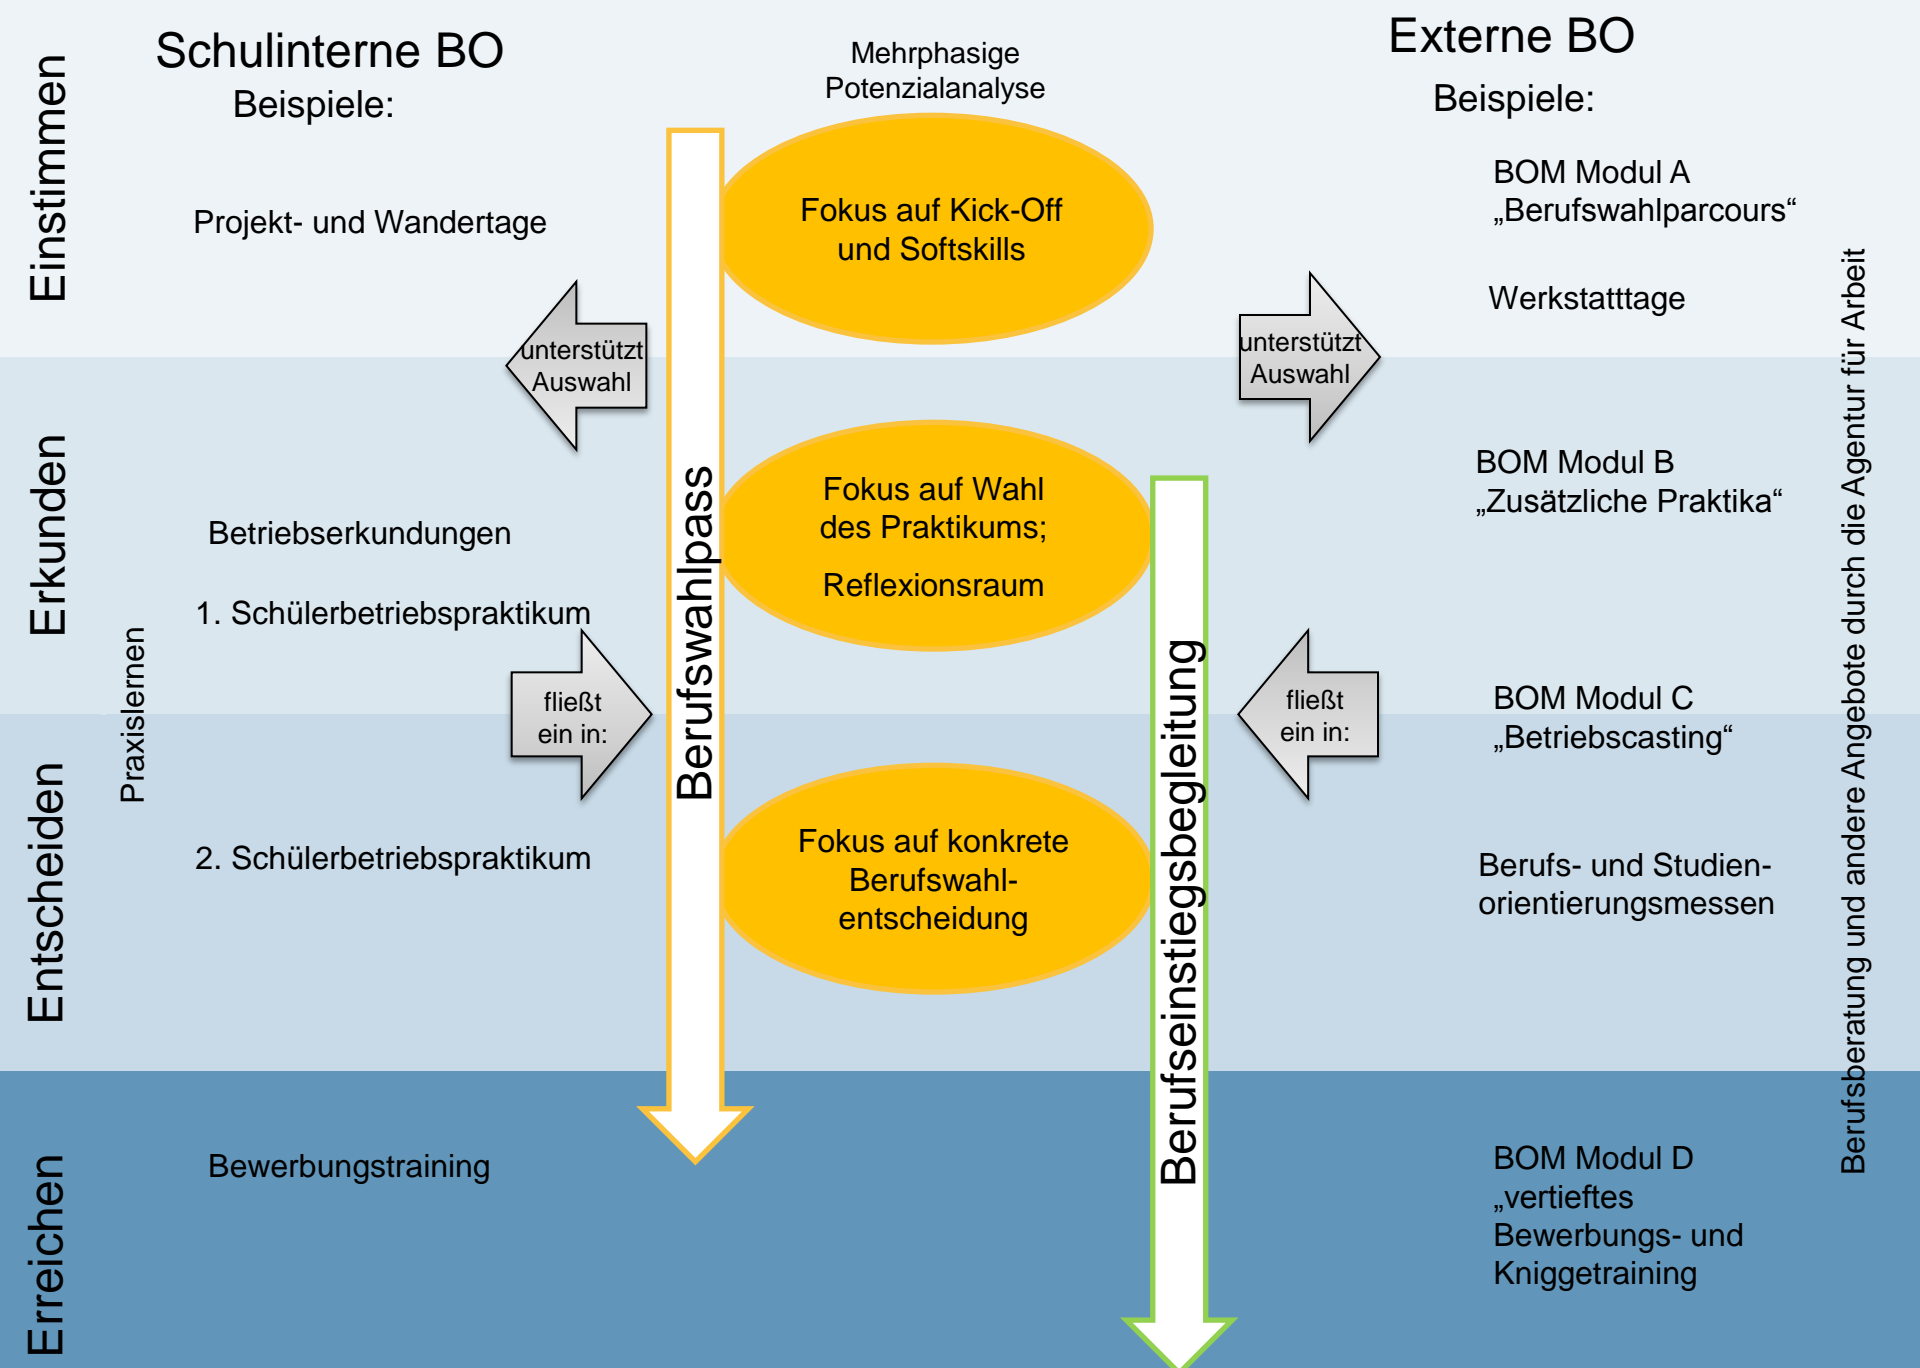 Schulinterne BO
Beispiele:
Mehrphasige
Potenzialanalyse
Externe BO
Beispiele:
Einstimmen
Projekt- und Wandertage
Fokus auf Kick-Off
und Softskills
BOM Modul A
„Berufswahlparcours“
Werkstatttage
unterstützt
Auswahl
unterstützt
Auswahl
Erkunden
Betriebserkundungen
1. Schülerbetriebspraktikum
Fokus auf Wahl
des Praktikums;
Reflexionsraum
BOM Modul B
„Zusätzliche Praktika“
Praxislernen
fließt
ein in:
Berufswahlpass
Berufseinstiegsbegleitung
fließt
ein in:
BOM Modul C
„Betriebscasting“
Berufsberatung und andere Angebote durch die Agentur für Arbeit
Entscheiden
2. Schülerbetriebspraktikum
Fokus auf konkrete
Berufswahl-
entscheidung
Berufs- und Studien-
orientierungsmessen
Erreichen
Bewerbungstraining
BOM Modul D
„vertieftes
Bewerbungs- und
Kniggetraining